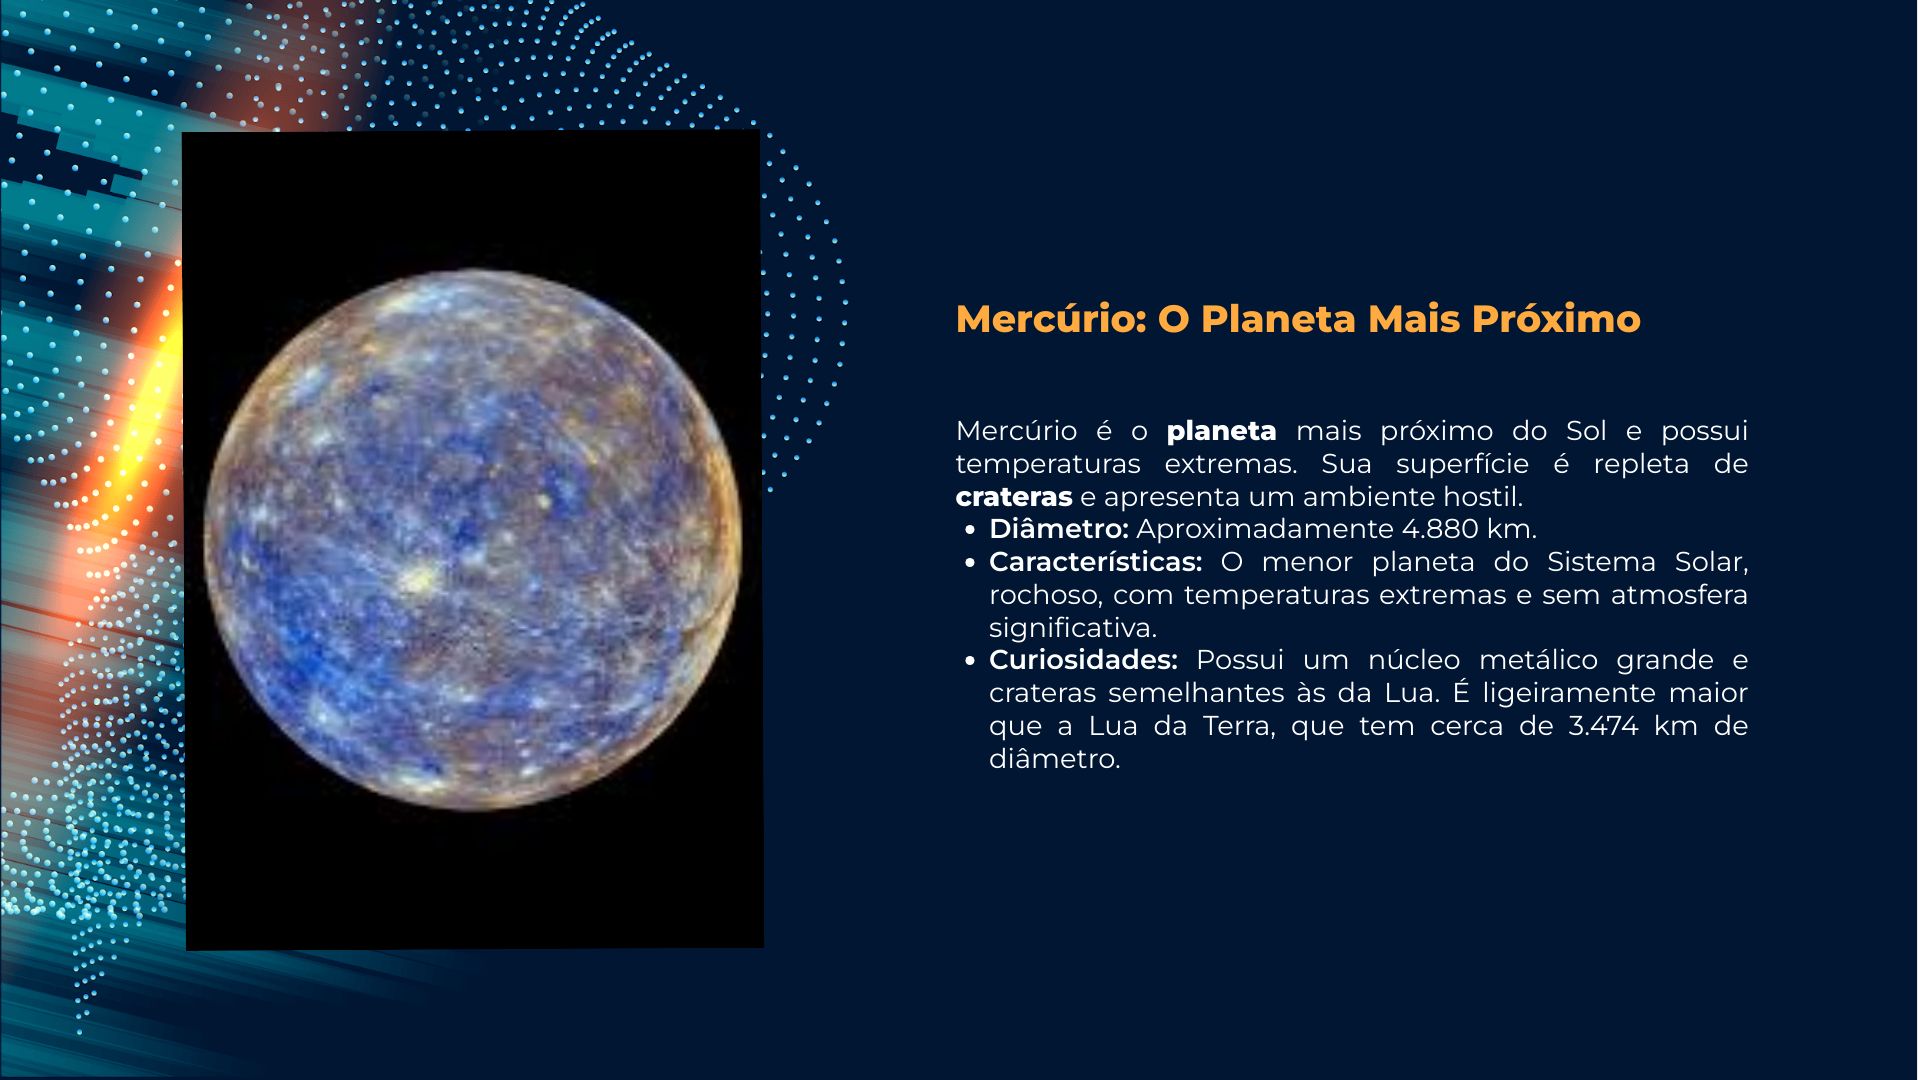 Mercúrio: O Planeta Mais Próximo
Mercúrio é o planeta mais próximo do Sol e possui
temperaturas extremas. Sua superfície é repleta de
crateras e apresenta um ambiente hostil.
• Diâmetro: Aproximadamente 4.880 km.
• Características: O menor planeta do Sistema Solar,
rochoso, com temperaturas extremas e sem atmosfera
significativa.
• Curiosidades: Possui um núcleo metálico grande e
crateras semelhantes às da Lua. É ligeiramente maior
que a Lua da Terra, que tem cerca de 3.474 km de
diâmetro.